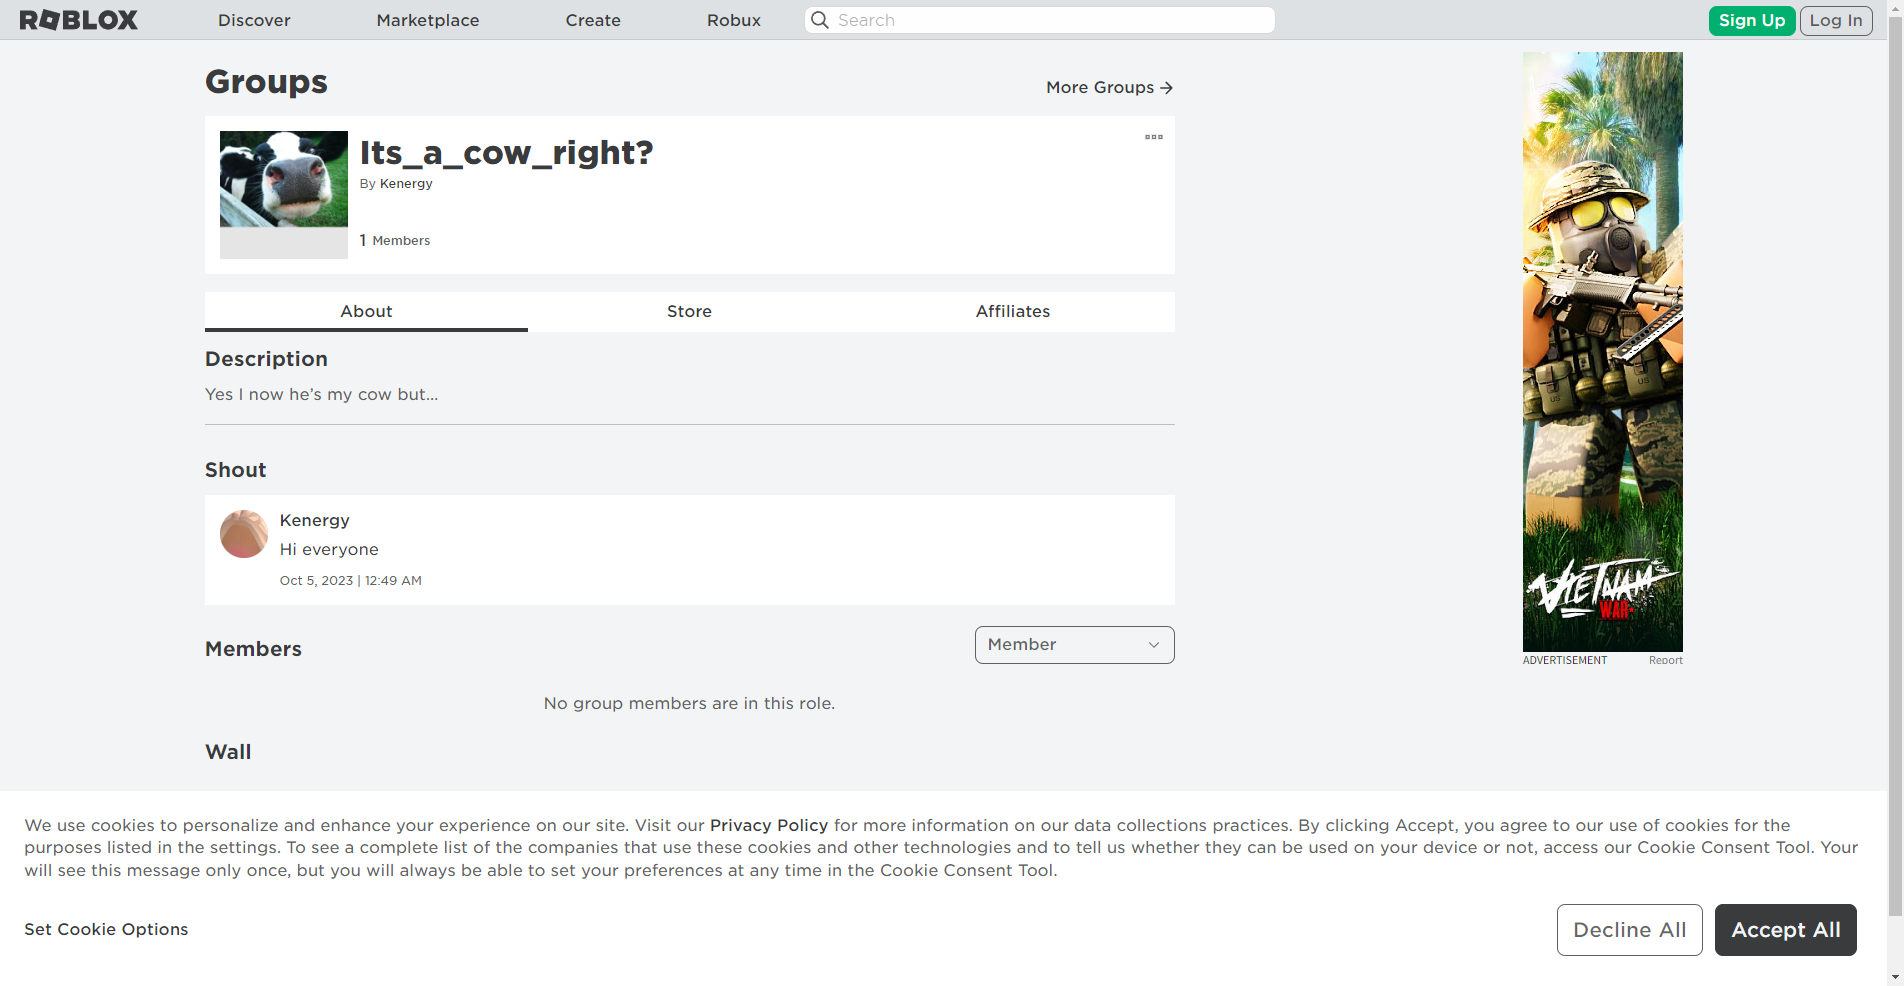 ROBLOX
Discover
Marketplace
Create
Robux
Search
Sign Up
Log In
Groups
More Groups
Its_a_cow_right?
By Kenergy
1 Members
About
Store
Affiliates
Description
Yes I now he's my cow but...
Shout
Kenergy
Hi everyone
Oct 5, 2023 | 12:49 AM
Members
Member
No group members are in this role.
Wall
US
US
VIETNAM
WAR
ADVERTISEMENT
Report
We use cookies to personalize and enhance your experience on our site. Visit our Privacy Policy for more information on our data collections practices. By clicking Accept, you agree to our use of cookies for the
purposes listed in the settings. To see a complete list of the companies that use these cookies and other technologies and to tell us whether they can be used on your device or not, access our Cookie Consent Tool. Your
will see this message only once, but you will always be able to set your preferences at any time in the Cookie Consent Tool.
Set Cookie Options
Decline All
Accept All